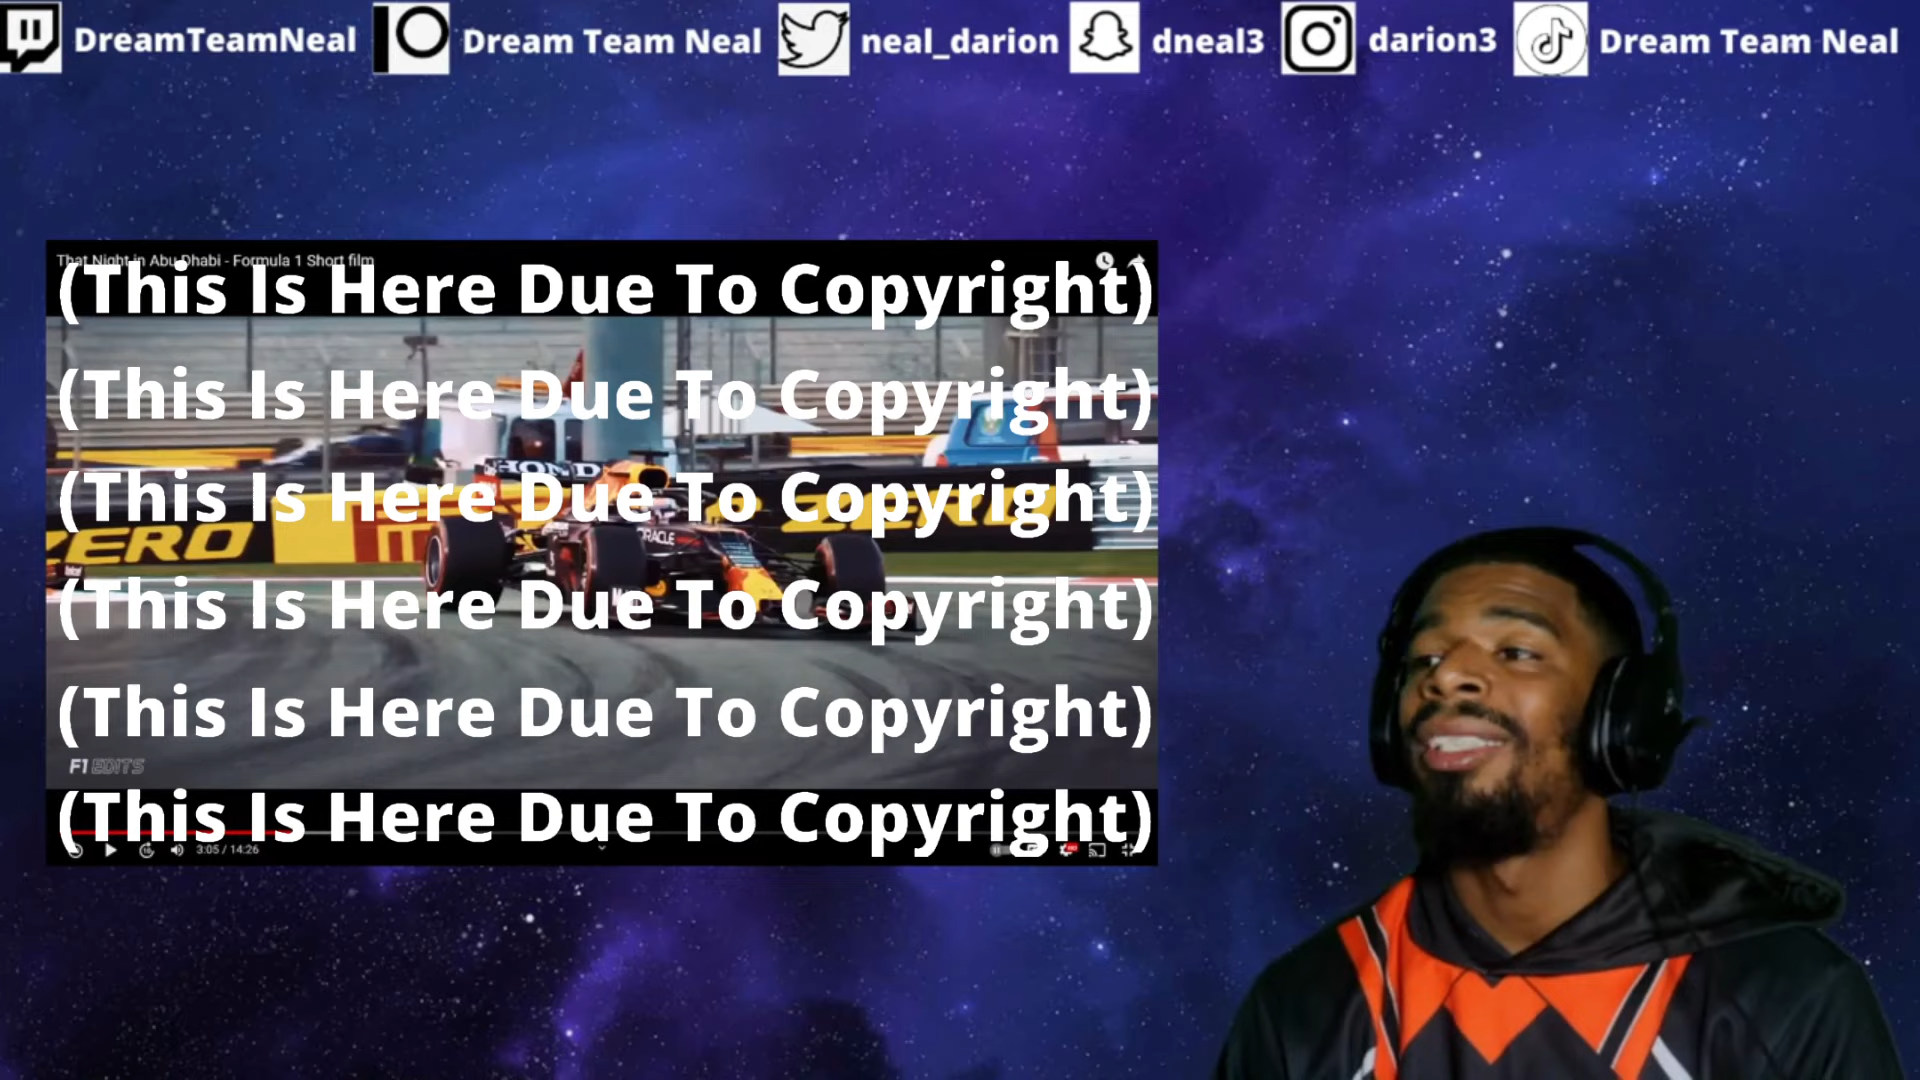 DreamTeamNeal Dream Team Neal neal_darion dneal3 darion3 Dream Team Neal
That Night in Abu Dhabi - Formula 1 Short film
(This Is Here Due To Copyright)
(This Is Here Due To Copyright)
HONDA
(This Is Here Due To Copyright)
ZERO
ORACLE
(This Is Here Due To Copyright)
(This Is Here Due To Copyright)
F1 EDITS
(This Is Here Due To Copyright)
3:05 / 14:26